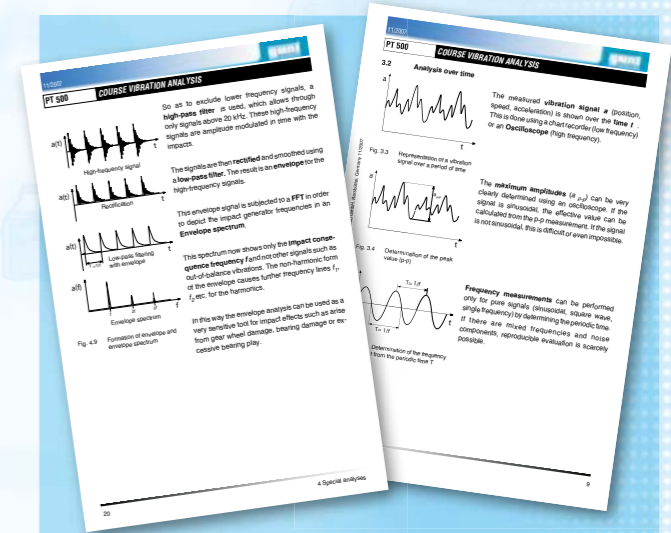 11/2007
gunt
PT 500
COURSE VIBRATION ANALYSIS
a(t)
t
High-frequency signal
a(t)
t
Rectification
a(t)
t
Low-pass filtering
with envelope
a(f)
f
Envelope spectrum
Fig. 4.9 Formation of envelope and
envelope spectrum
So as to exclude lower frequency signals, a
high-pass filter is used, which allows through
only signals above 20 kHz. These high-frequency
signals are amplitude modulated in time with the
impacts.
The signals are then rectified and smoothed using
a low-pass filter. The result is an envelope for the
high-frequency signals.
This envelope signal is subjected to a FFT in order
to depict the impact generator frequencies in an
Envelope spectrum.
This spectrum now shows only the impact conse-
quence frequency f and not other signals such as
out-of-balance vibrations. The non-harmonic form
of the envelope causes further frequency lines f1,
f2 etc. for the harmonics.
In this way the envelope analysis can be used as a
very sensitive tool for impact effects such as arise
from gear wheel damage, bearing damage or ex-
cessive bearing play.
20
4 Special analyses
11/2007
gunt
PT 500
COURSE VIBRATION ANALYSIS
3.2 Analysis over time
a
t
Fig. 3.3 Representation of a vibration
signal over a period of time
a
t
Fig. 3.4 Determination of the peak
value (p-p)
T= 1/f
t
T= 1/f
Determination of the frequency
f from the periodic time T
Barsbüttel, Germany 11/2007
The measured vibration signal a (position,
speed, acceleration) is shown over the time t .
This is done using a chart recorder (low frequency)
or an Oscilloscope (high frequency).
The maximum amplitudes (a p-p) can be very
clearly determined using an oscilloscope. If the
signal is sinusoidal, the effective value can be
calculated from the p-p measurement. If the signal
is not sinusoidal, this is difficult or even impossible.
Frequency measurements can be performed
only for pure signals (sinusoidal, square wave,
single frequency) by determining the periodic time.
If there are mixed frequencies and noise
components, reproducible evaluation is scarcely
possible.
9